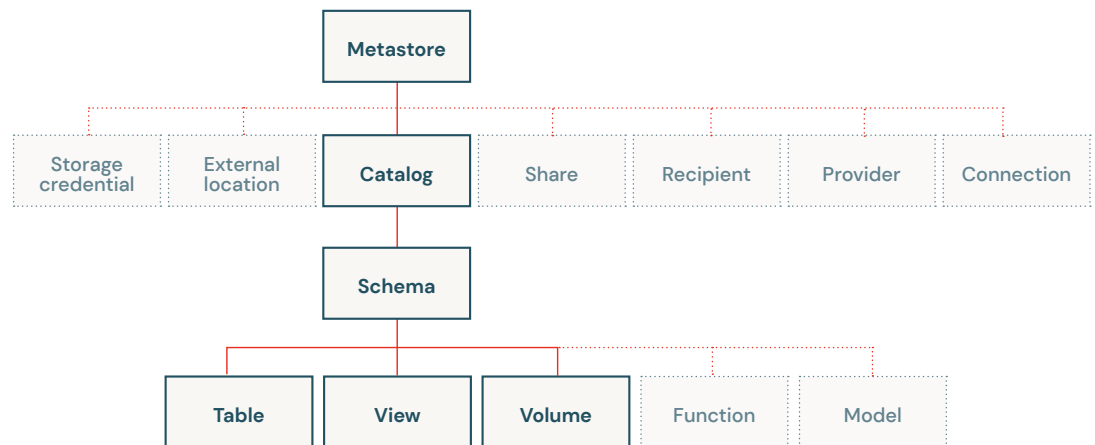 Metastore
Storage
credential
External
location
Catalog
Share
Recipient
Provider
Connection
Schema
Table
View
Volume
Function
Model